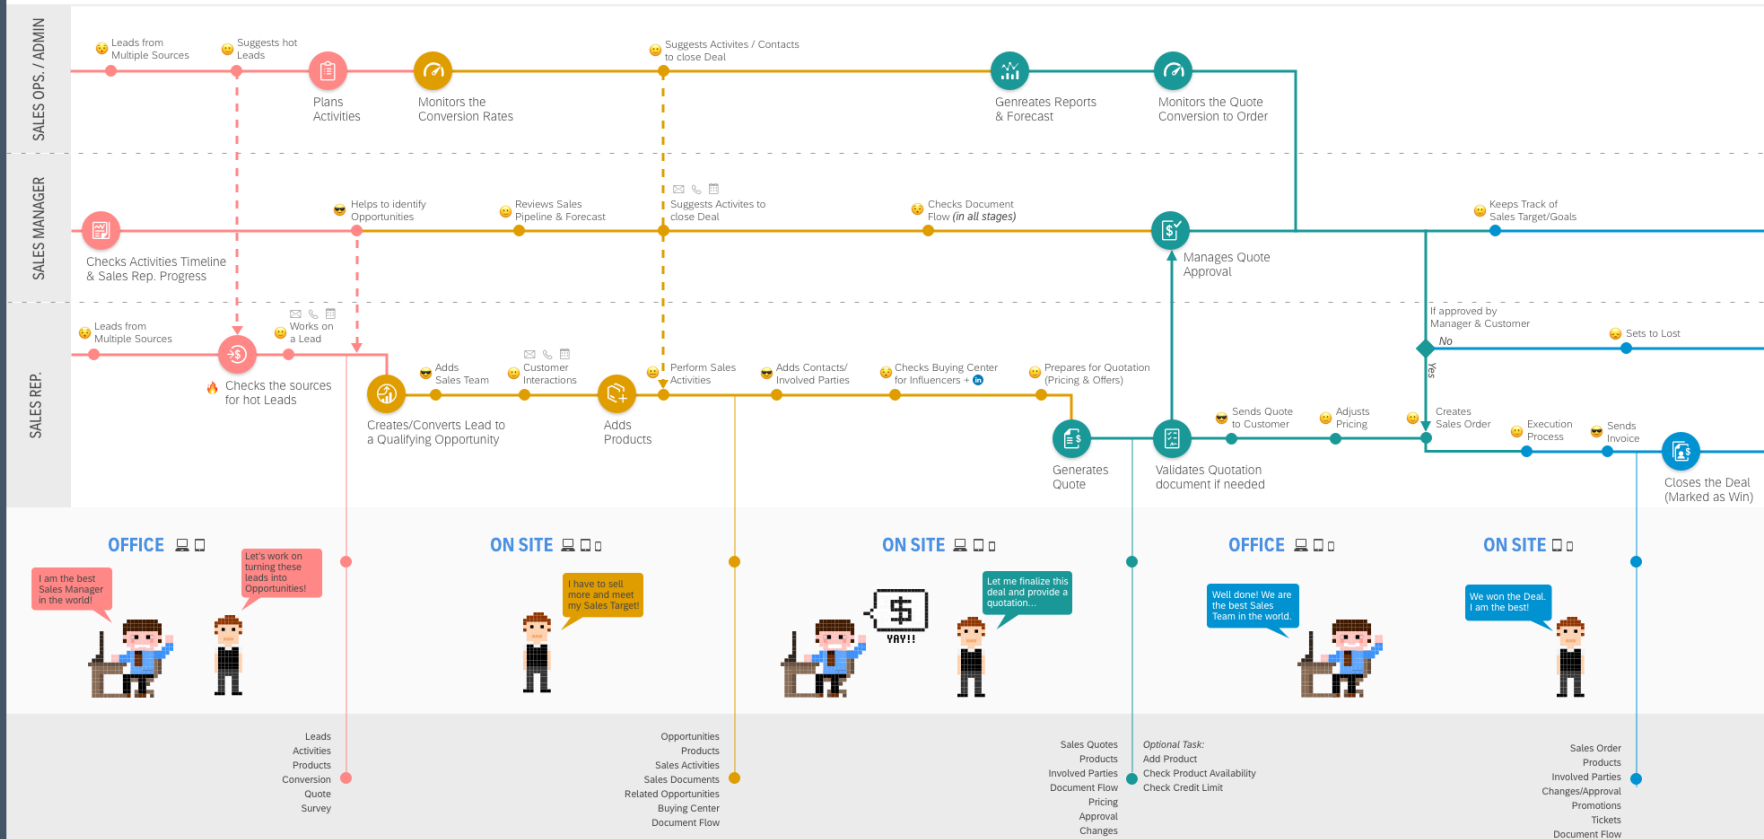 SALES OPS. / ADMIN
Leads from
Multiple Sources
Suggests hot
Leads
Plans
Activities
Monitors the
Conversion Rates
Suggests Activites / Contacts
to close Deal
Genreates Reports
& Forecast
Monitors the Quote
Conversion to Order
SALES MANAGER
Checks Activities Timeline
& Sales Rep. Progress
Helps to identify
Opportunities
Reviews Sales
Pipeline & Forecast
Suggests Activites to
close Deal
Checks Document
Flow (in all stages)
Manages Quote
Approval
Keeps Track of
Sales Target/Goals
SALES REP.
Leads from
Multiple Sources
Checks the sources
for hot Leads
Works on
a Lead
Creates/Converts Lead to
a Qualifying Opportunity
Adds
Sales Team
Customer
Interactions
Adds
Products
Perform Sales
Activities
Adds Contacts/
Involved Parties
Checks Buying Center
for Influencers + in
Prepares for Quotation
(Pricing & Offers)
Generates
Quote
Validates Quotation
document if needed
Sends Quote
to Customer
Adjusts
Pricing
If approved by
Manager & Customer
No
Yes
Sets to Lost
Creates
Sales Order
Execution
Process
Sends
Invoice
Closes the Deal
(Marked as Win)
OFFICE
I am the best
Sales Manager
in the world!
Let's work on
turning these
leads into
Opportunities!
ON SITE
I have to sell
more and meet
my Sales Target!
ON SITE
$
YAY!!
Let me finalize this
deal and provide a
quotation...
OFFICE
Well done! We are
the best Sales
Team in the world.
ON SITE
We won the Deal.
I am the best!
Leads
Activities
Products
Conversion
Quote
Survey
Opportunities
Products
Sales Activities
Sales Documents
Related Opportunities
Buying Center
Document Flow
Sales Quotes
Products
Involved Parties
Document Flow
Pricing
Approval
Changes
Optional Task:
Add Product
Check Product Availability
Check Credit Limit
Sales Order
Products
Involved Parties
Changes/Approval
Promotions
Tickets
Document Flow